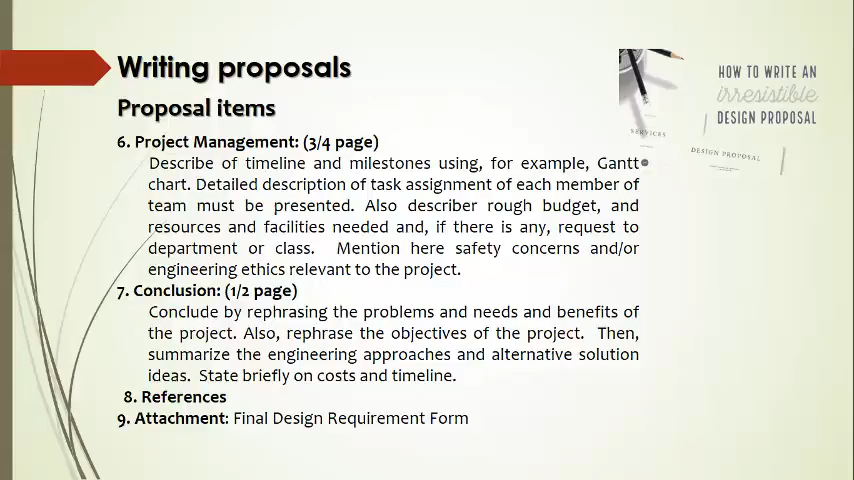 Writing proposals
Proposal items
6. Project Management: (3/4 page)
Describe of timeline and milestones using, for example, Gantt
chart. Detailed description of task assignment of each member of
team must be presented. Also describer rough budget, and
resources and facilities needed and, if there is any, request to
department or class. Mention here safety concerns and/or
engineering ethics relevant to the project.
7. Conclusion: (1/2 page)
Conclude by rephrasing the problems and needs and benefits of
the project. Also, rephrase the objectives of the project. Then,
summarize the engineering approaches and alternative solution
ideas. State briefly on costs and timeline.
8. References
9. Attachment: Final Design Requirement Form
HOW TO WRITE AN
irresistible
DESIGN PROPOSAL
SERVICES
DESIGN PROPOSAL